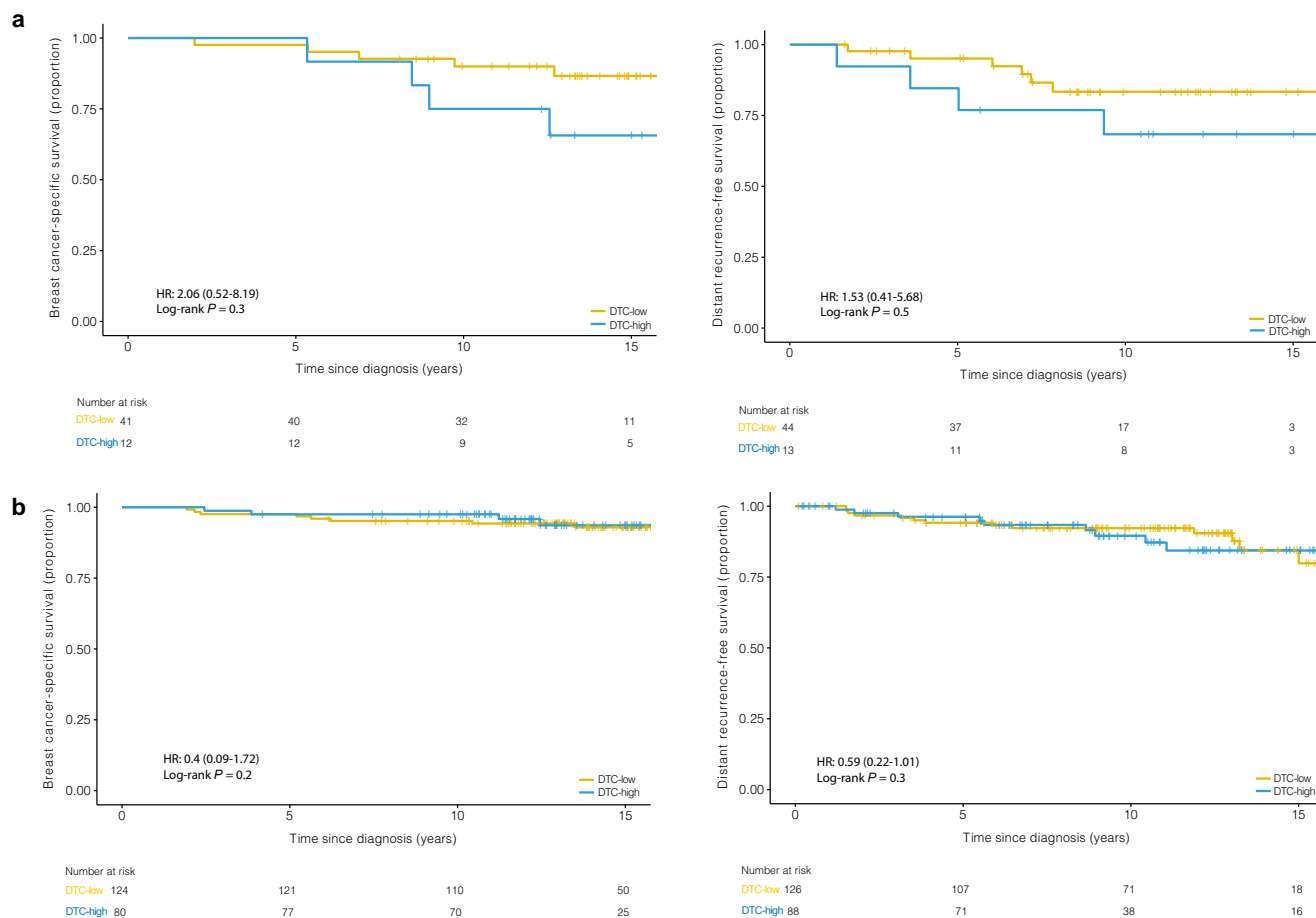 a
Breast cancer-specific survival (proportion)
1.00
0.75
0.50
0.25
0.00
HR: 2.06 (0.52-8.19)
Log-rank P = 0.3
DTC-low
DTC-high
0 5 10 15
Time since diagnosis (years)
Number at risk
DTC-low 41 40 32 11
DTC-high 12 12 9 5
Distant recurrence-free survival (proportion)
1.00
0.75
0.50
0.25
0.00
HR: 1.53 (0.41-5.68)
Log-rank P = 0.5
DTC-low
DTC-high
0 5 10 15
Time since diagnosis (years)
Number at risk
DTC-low 44 37 17 3
DTC-high 13 11 8 3
b
Breast cancer-specific survival (proportion)
1.00
0.75
0.50
0.25
0.00
HR: 0.4 (0.09-1.72)
Log-rank P = 0.2
DTC-low
DTC-high
0 5 10 15
Time since diagnosis (years)
Number at risk
DTC-low 124 121 110 50
DTC-high 80 77 70 25
Distant recurrence-free survival (proportion)
1.00
0.75
0.50
0.25
0.00
HR: 0.59 (0.22-1.01)
Log-rank P = 0.3
DTC-low
DTC-high
0 5 10 15
Time since diagnosis (years)
Number at risk
DTC-low 126 107 71 18
DTC-high 88 71 38 16